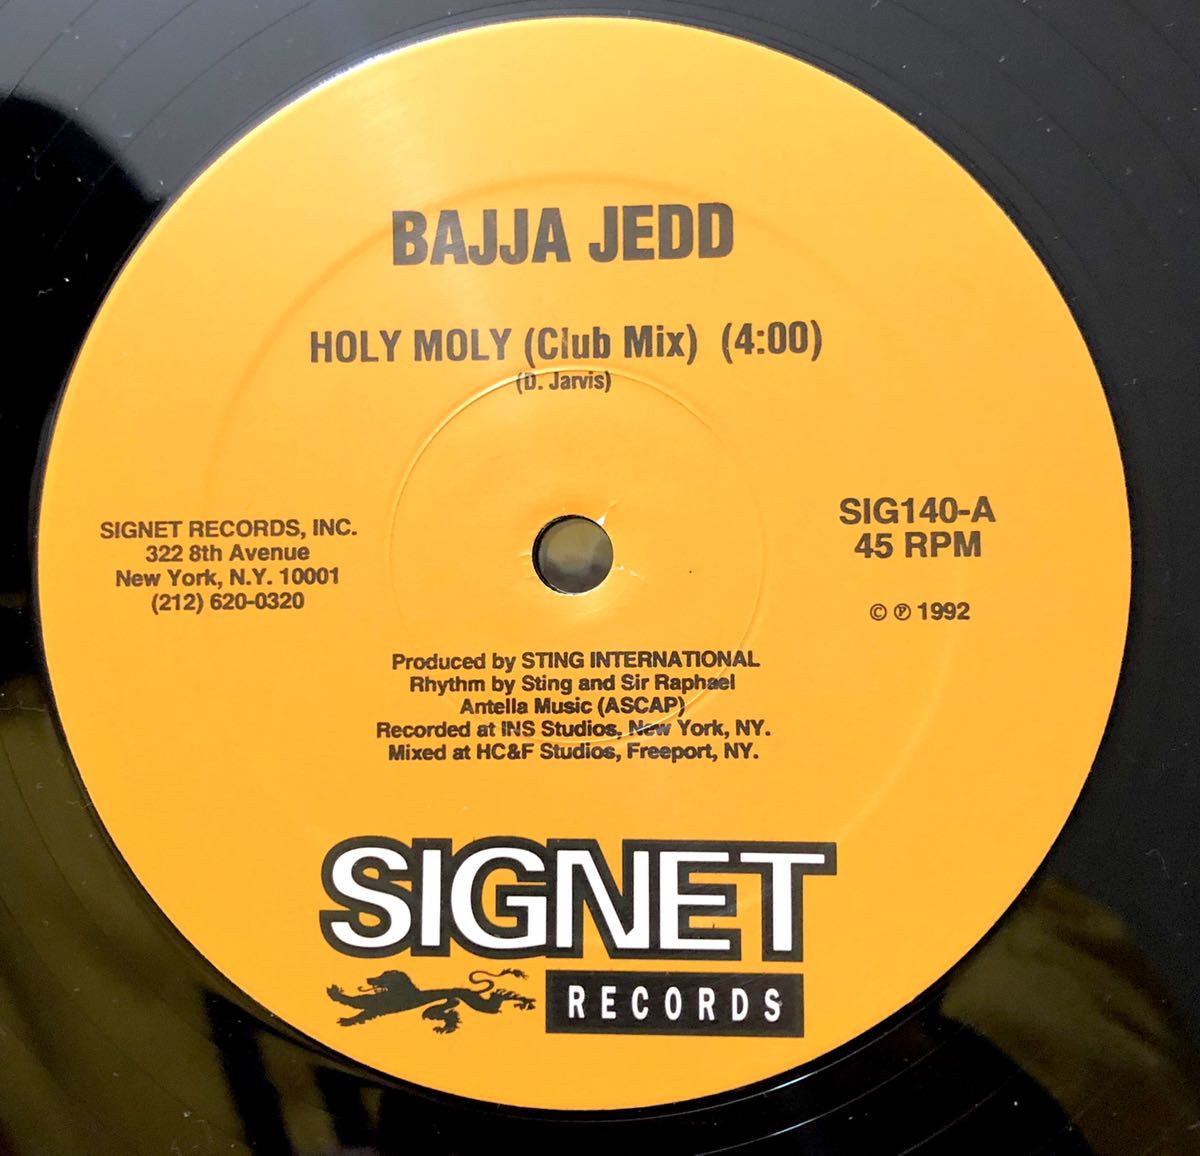 BAJJA JEDD
HOLY MOLY (Club Mix) (4:00)
(D. Jarvis)
SIGNET RECORDS, INC.
322 8th Avenue
New York, N.Y. 10001
(212) 620-0320
SIG140-A
45 RPM
© ℗ 1992
Produced by STING INTERNATIONAL
Rhythm by Sting and Sir Raphael
Antella Music (ASCAP)
Recorded at INS Studios, New York, NY.
Mixed at HC&F Studios, Freeport, NY.
SIGNET
RECORDS